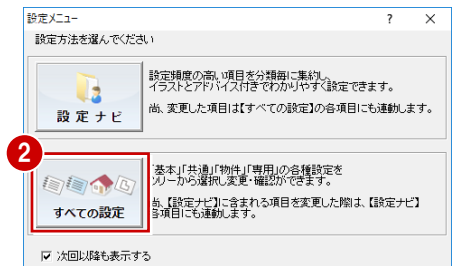 設定メニュー ? ×
設定方法を選んでください
設定ナビ
設定頻度の高い項目を分類毎に集約し、
イラストとアドバイス付きでわかりやすく設定できます。
尚、変更した項目は【すべての設定】の各項目にも連動します。
2
すべての設定
基本」「共通」「物件」「専用」の各種設定を
ツリーから選択し変更・確認ができます。
尚、【設定ナビ】に含まれる項目を変更した際は、【設定ナビ】
各項目にも連動します。
次回以降も表示する